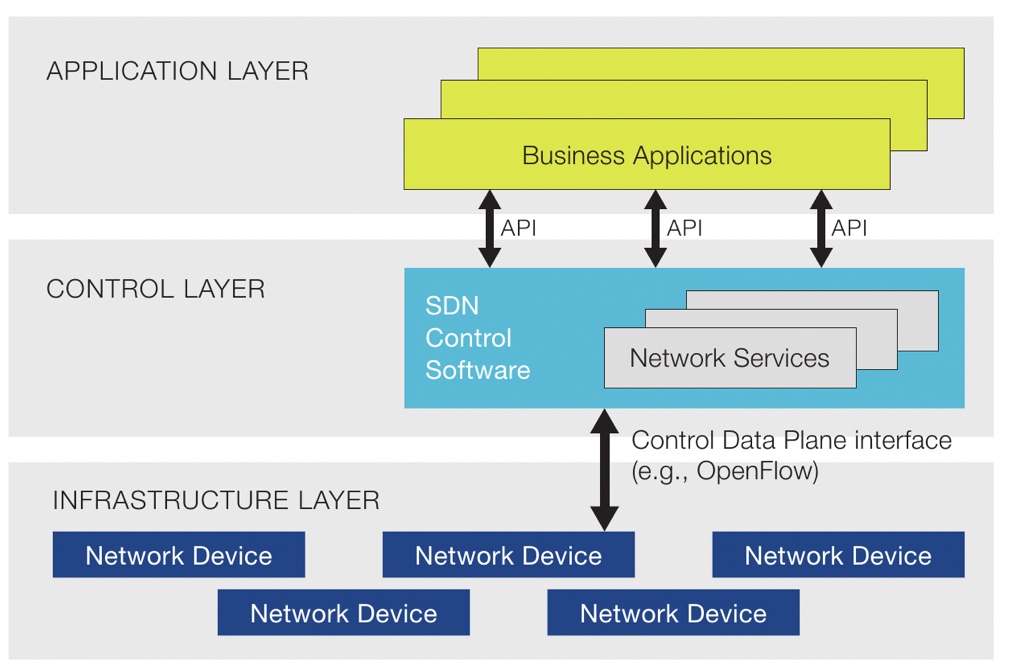 APPLICATION LAYER
Business Applications
API API API
CONTROL LAYER
SDN
Control
Software
Network Services
Control Data Plane interface
(e.g., OpenFlow)
INFRASTRUCTURE LAYER
Network Device Network Device Network Device
Network Device Network Device